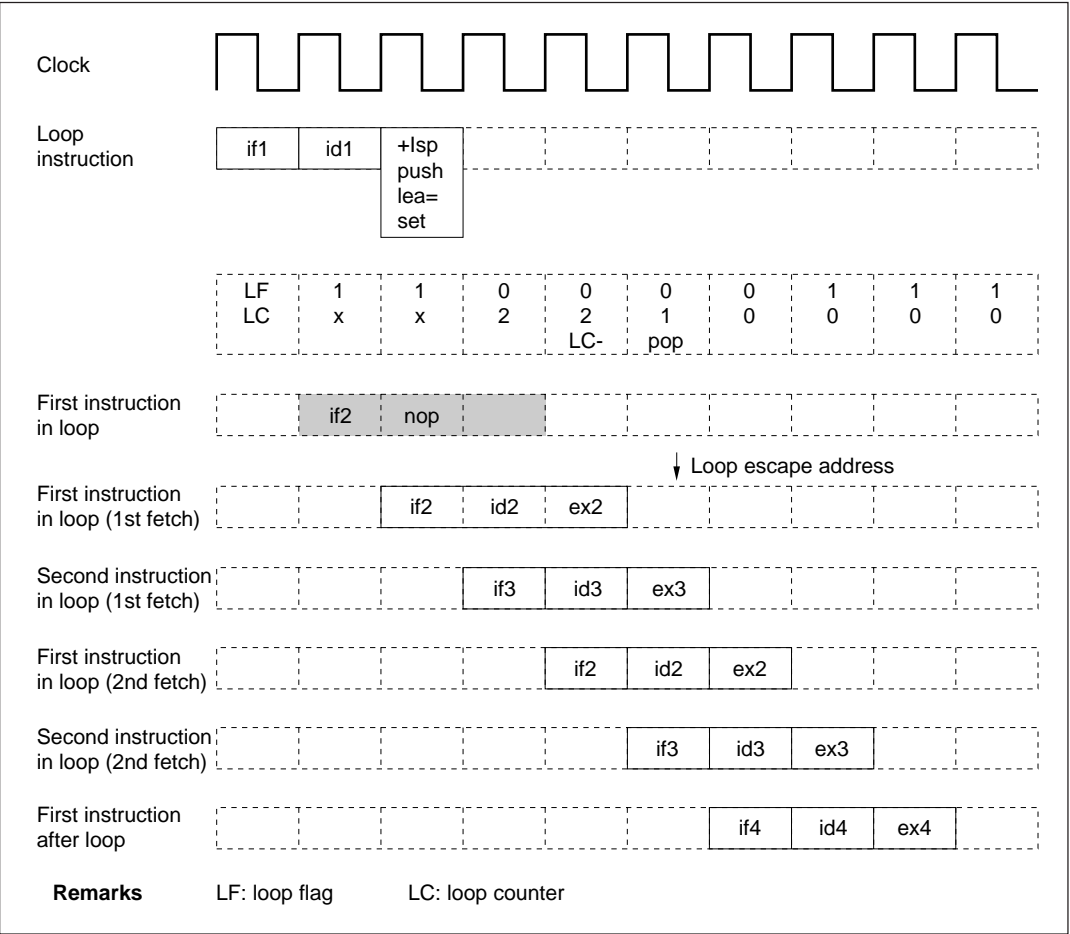 Clock
Loop
instruction
if1 id1 +lsp
push
lea=
set
LF 1 1 0 0 0 0 1 1 1
LC x x 2 2 1 0 0 0 0
LC- pop
First instruction
in loop
if2 nop
Loop escape address
First instruction
in loop (1st fetch)
if2 id2 ex2
Second instruction
in loop (1st fetch)
if3 id3 ex3
First instruction
in loop (2nd fetch)
if2 id2 ex2
Second instruction
in loop (2nd fetch)
if3 id3 ex3
First instruction
after loop
if4 id4 ex4
Remarks LF: loop flag LC: loop counter